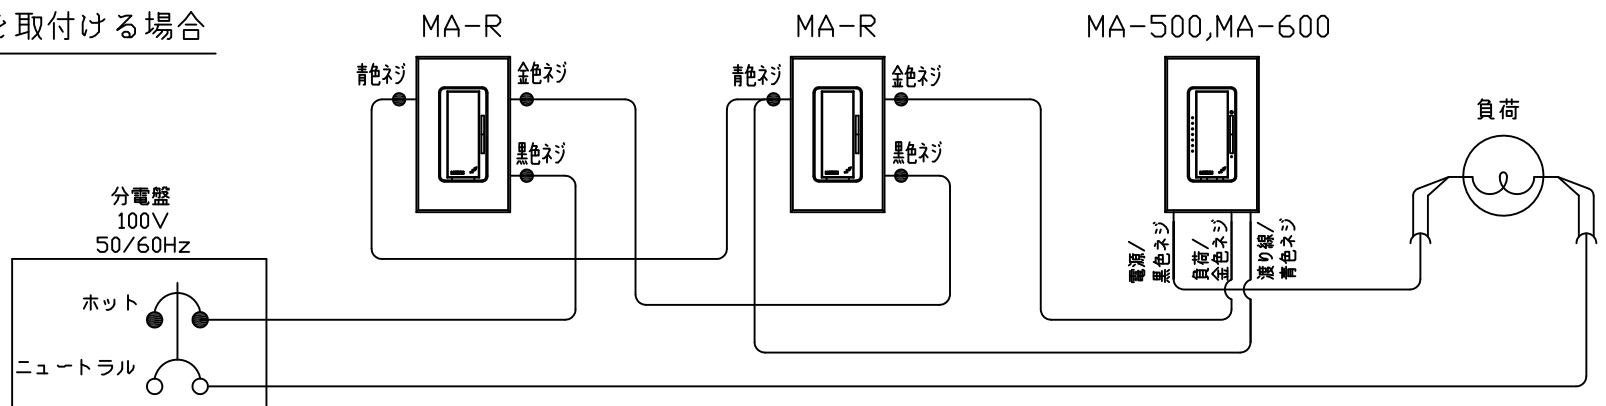 を取付ける場合
MA-R
MA-R
MA-500,MA-600
青色ネジ
金色ネジ
黒色ネジ
青色ネジ
金色ネジ
黒色ネジ
負荷
分電盤
100V
50/60Hz
ホット
ニュートラル
電源/
黒色ネジ
負荷/
金色ネジ
渡り線/
青色ネジ